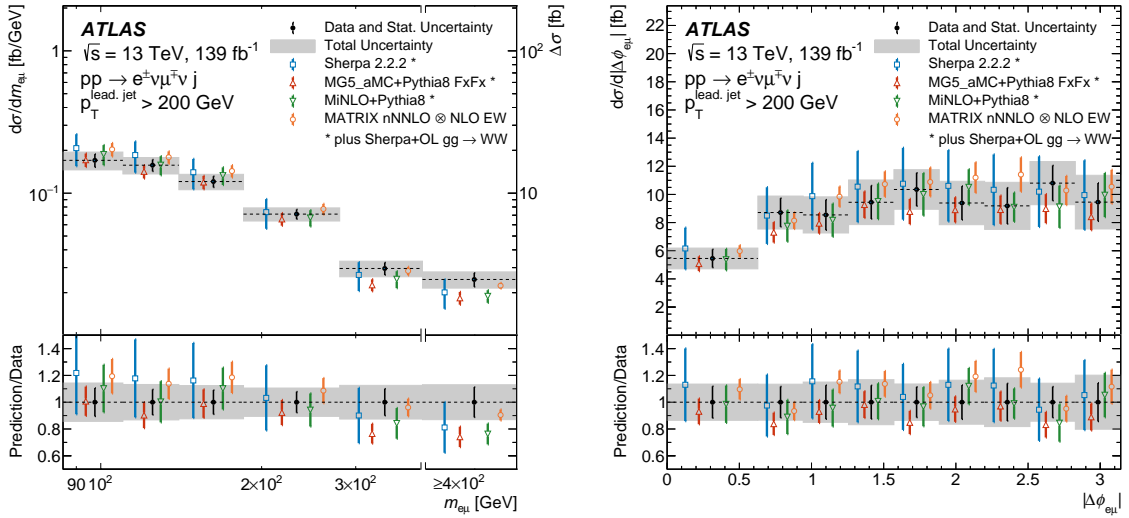 ATLAS
√s = 13 TeV, 139 fb⁻¹
pp → e±νμ∓ν j
p_T^lead. jet > 200 GeV
Data and Stat. Uncertainty
Total Uncertainty
Sherpa 2.2.2 *
MG5_aMC+Pythia8 FxFx *
MiNLO+Pythia8 *
MATRIX nNNLO ⊗ NLO EW
* plus Sherpa+OL gg → WW
dσ/dm_eμ [fb/GeV]
Δσ [fb]
1
10⁻¹
10²
10
Prediction/Data
1.4
1.2
1.0
0.8
0.6
90 10² 2×10² 3×10² ≥4×10²
m_eμ [GeV]
ATLAS
√s = 13 TeV, 139 fb⁻¹
pp → e±νμ∓ν j
p_T^lead. jet > 200 GeV
Data and Stat. Uncertainty
Total Uncertainty
Sherpa 2.2.2 *
MG5_aMC+Pythia8 FxFx *
MiNLO+Pythia8 *
MATRIX nNNLO ⊗ NLO EW
* plus Sherpa+OL gg → WW
dσ/d|Δϕ_eμ| [fb]
22
20
18
16
14
12
10
8
6
4
2
0
Prediction/Data
1.4
1.2
1.0
0.8
0.6
0 0.5 1 1.5 2 2.5 3
|Δϕ_eμ|